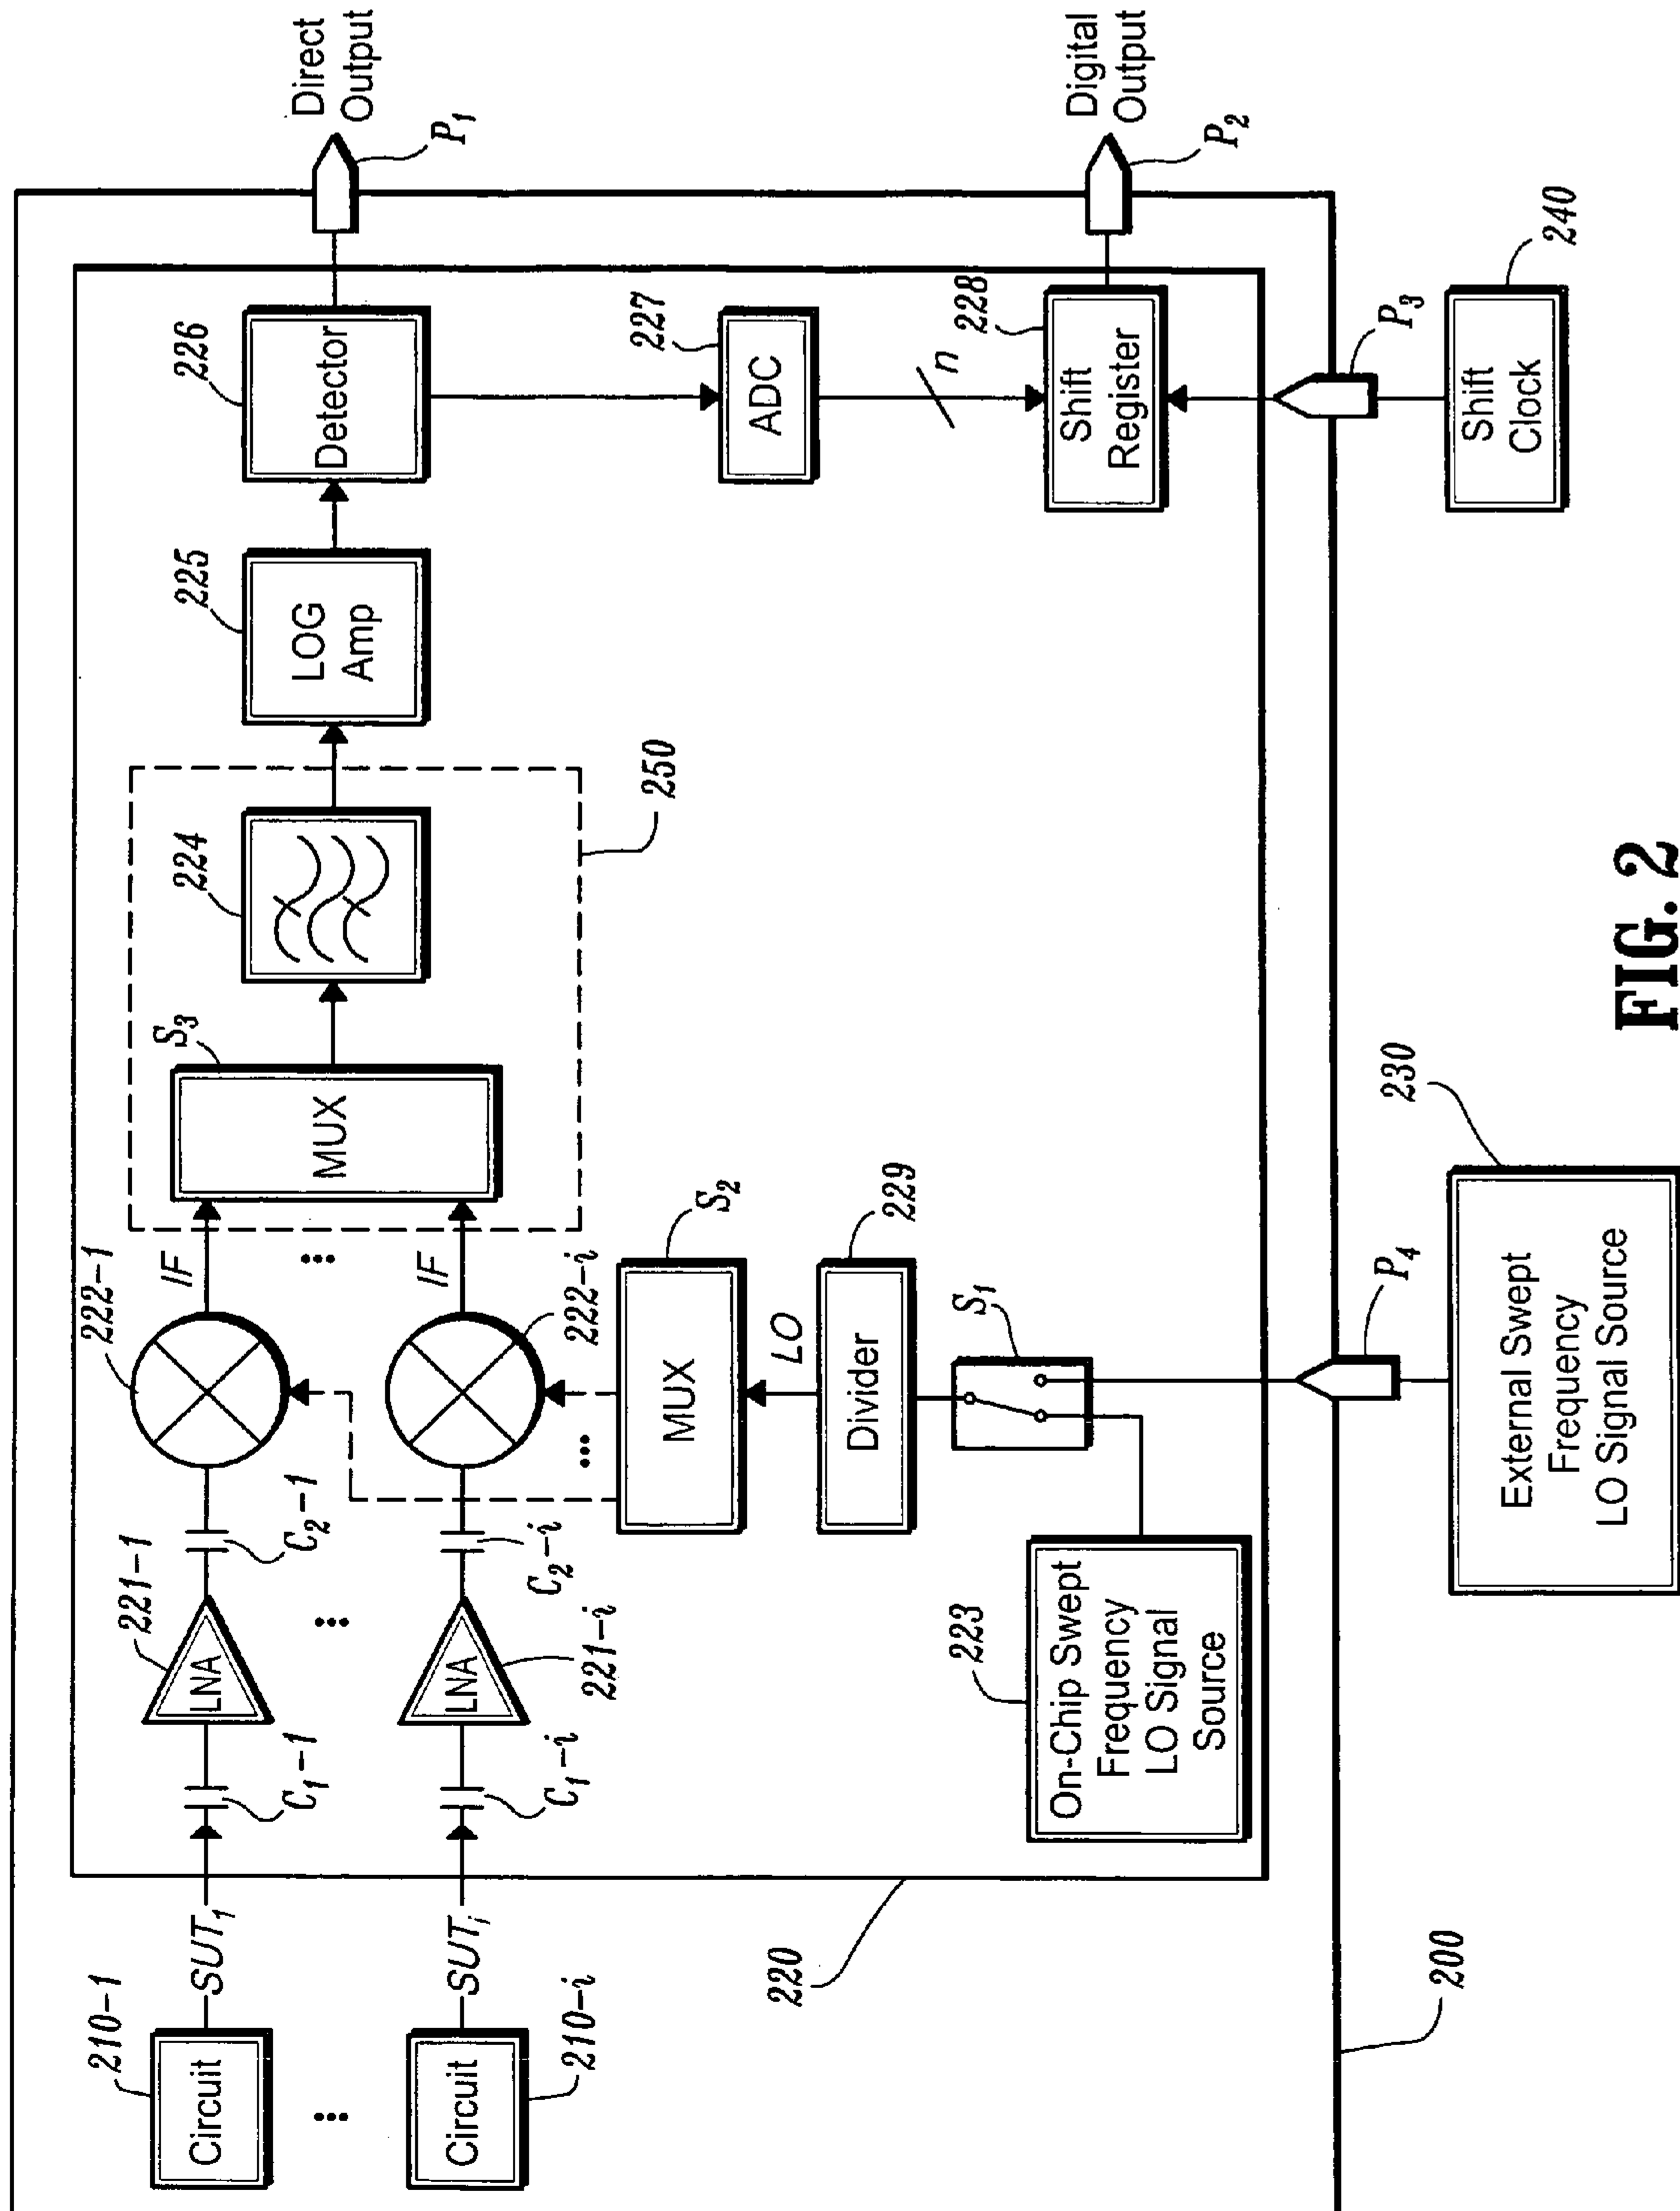 210-1
Circuit
SUT₁
C₁-1
221-1
LNA
C₂-1
222-1
IF
...
210-i
Circuit
SUTᵢ
C₁-i
221-i
LNA
C₂-i
222-i
IF
...
...
...
S₃
MUX
224
250
225
LOG
Amp
226
Detector
Direct
Output
P₁
227
ADC
n
228
Shift
Register
Digital
Output
P₂
S₂
MUX
LO
229
Divider
S₁
223
On-Chip Swept
Frequency
LO Signal
Source
220
200
P₄
230
External Swept
Frequency
LO Signal Source
P₃
240
Shift
Clock
FIG. 2